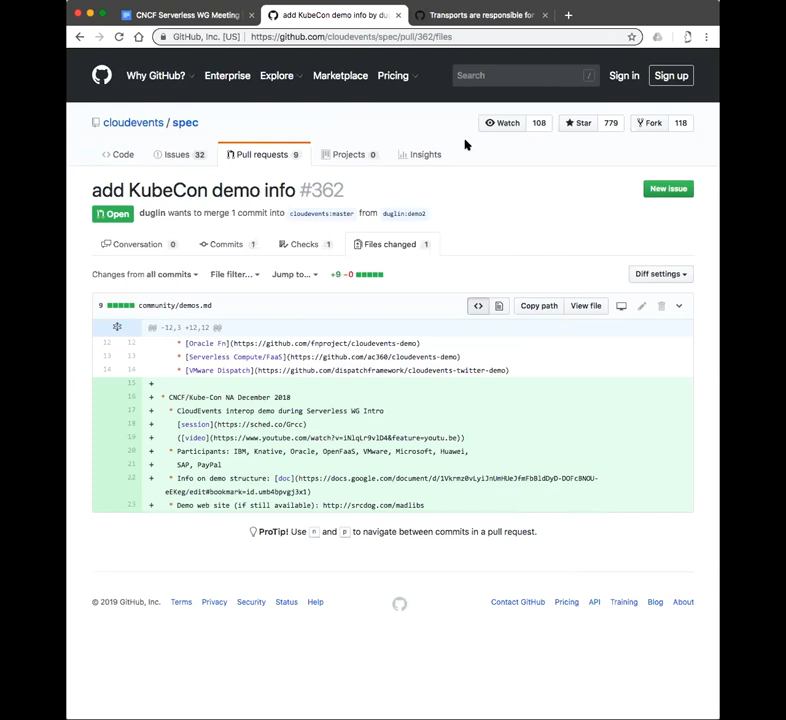 CNCF Serverless WG Meeting
add KubeCon demo info by du
Transports are responsible for
GitHub, Inc. [US]
https://github.com/cloudevents/spec/pull/362/files
Why GitHub?
Enterprise
Explore
Marketplace
Pricing
Search
/
Sign in
Sign up
cloudevents / spec
Watch 108
Star 779
Fork 118
Code
Issues 32
Pull requests 9
Projects 0
Insights
add KubeCon demo info #362
New issue
Open
duglin wants to merge 1 commit into cloudevents:master from duglin:demo2
Conversation 0
Commits 1
Checks 1
Files changed 1
Changes from all commits
File filter...
Jump to...
+9 −0
Diff settings
9 community/demos.md
Copy path
View file
@@ -12,3 +12,12 @@
12 12 * [Oracle Fn](https://github.com/fnproject/cloudevents-demo)
13 13 * [Serverless Compute/FaaS](https://github.com/ac360/cloudevents-demo)
14 14 * [VMware Dispatch](https://github.com/dispatchframework/cloudevents-twitter-demo)
15 +
16 + * CNCF/Kube-Con NA December 2018
17 + * CloudEvents interop demo during Serverless WG Intro
18 + [session](https://sched.co/Grcc)
19 + ([video](https://www.youtube.com/watch?v=iNlqLr9vlD4&feature=youtu.be))
20 + * Participants: IBM, Knative, Oracle, OpenFaaS, VMware, Microsoft, Huawei,
21 + SAP, PayPal
22 + * Info on demo structure: [doc](https://docs.google.com/document/d/1Vkrmz0vLyiJnUmHUeJfmFbBldDyD-DOFc8NOU-
eEKeg/edit#bookmark=id.umb4bpvgj3x1)
23 + * Demo web site (if still available): http://srcdog.com/madlibs
ProTip! Use n and p to navigate between commits in a pull request.
© 2019 GitHub, Inc.
Terms
Privacy
Security
Status
Help
Contact GitHub
Pricing
API
Training
Blog
About